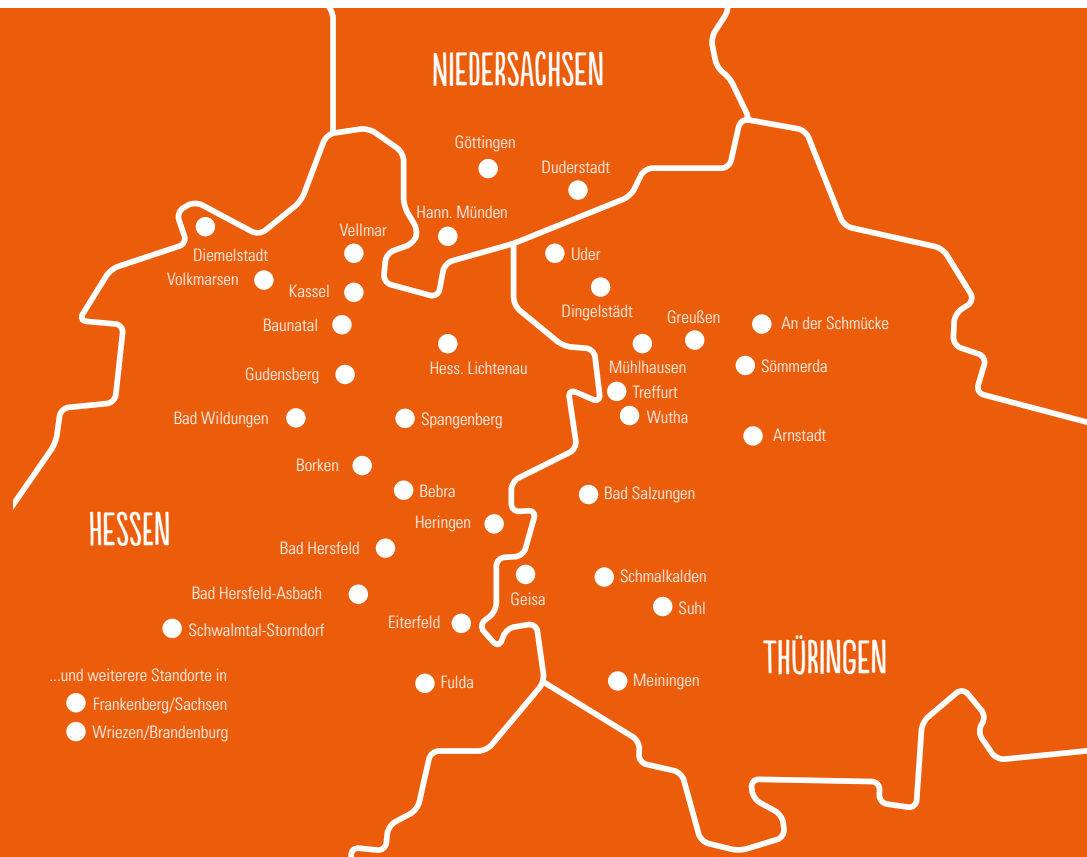 NIEDERSACHSEN
Göttingen
Duderstadt
Hann. Münden
Vellmar
Diemelstadt
Uder
Volkmarsen
Kassel
Dingelstädt
Greußen
An der Schmücke
Baunatal
Hess. Lichtenau
Mühlhausen
Sömmerda
Gudensberg
Treffurt
Bad Wildungen
Spangenberg
Wutha
Arnstadt
Borken
Bebra
Bad Salzungen
Heringen
HESSEN
Bad Hersfeld
Schmalkalden
Bad Hersfeld-Asbach
Geisa
Suhl
Eiterfeld
Schwalmtal-Storndorf
THÜRINGEN
...und weiterere Standorte in
Fulda
Meiningen
Frankenberg/Sachsen
Wriezen/Brandenburg